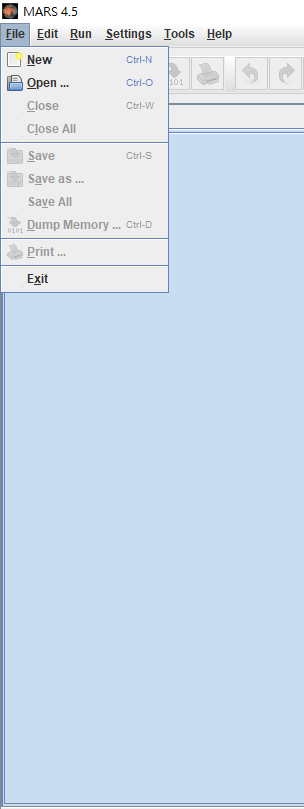 MARS 4.5
File Edit Run Settings Tools Help
New Ctrl-N
Open ... Ctrl-O
Close Ctrl-W
Close All
Save Ctrl-S
Save as ...
Save All
Dump Memory ... Ctrl-D
Print ...
Exit